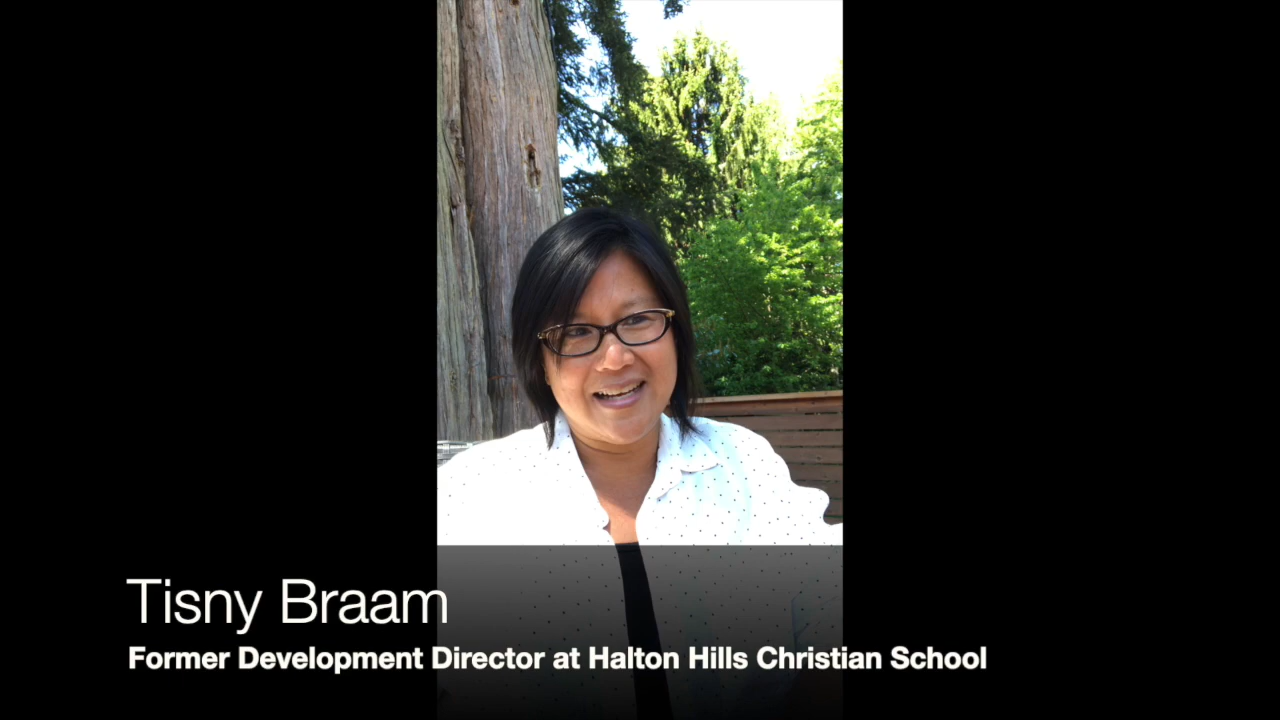 Tisny Braam
Former Development Director at Halton Hills Christian School